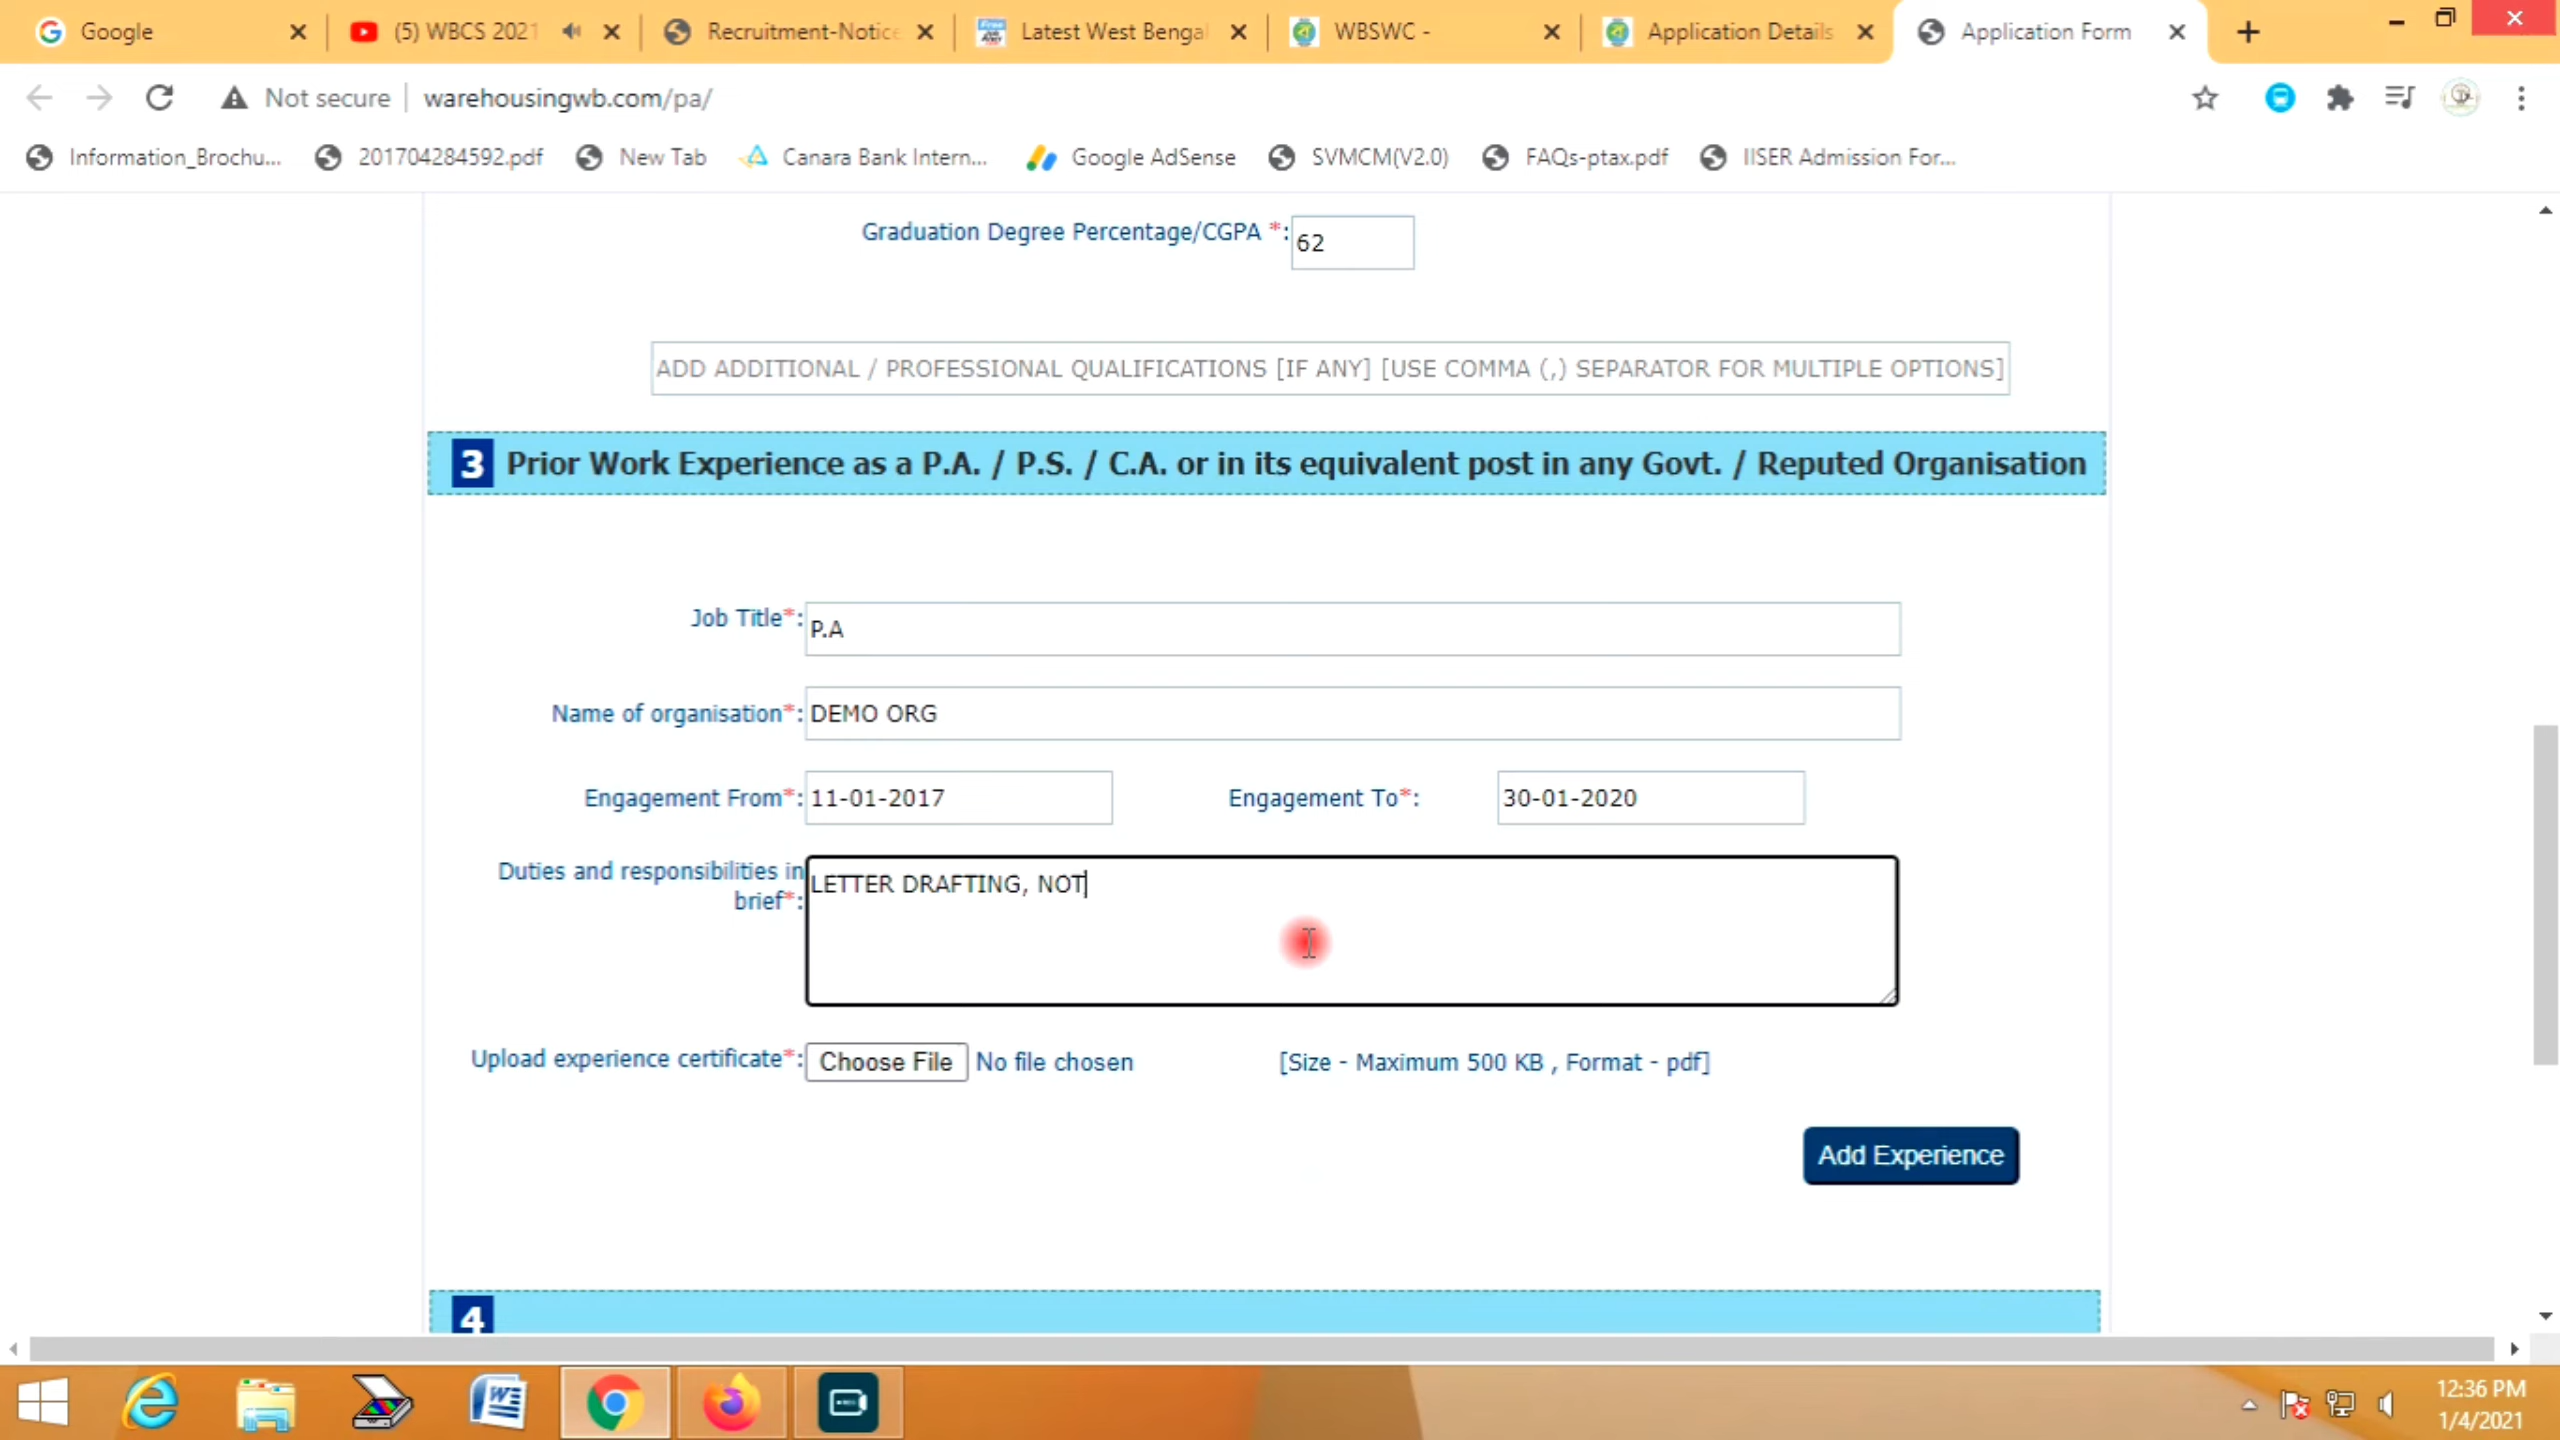 Google
(5) WBCS 2021
Recruitment-Notice
Latest West Bengal
WBSWC -
Application Details
Application Form
Not secure
warehousingwb.com/pa/
Information_Brochu...
201704284592.pdf
New Tab
Canara Bank Intern...
Google AdSense
SVMCM(V2.0)
FAQs-ptax.pdf
IISER Admission For...
Graduation Degree Percentage/CGPA *: 62
ADD ADDITIONAL / PROFESSIONAL QUALIFICATIONS [IF ANY] [USE COMMA (,) SEPARATOR FOR MULTIPLE OPTIONS]
3 Prior Work Experience as a P.A. / P.S. / C.A. or in its equivalent post in any Govt. / Reputed Organisation
Job Title*: P.A
Name of organisation*: DEMO ORG
Engagement From*: 11-01-2017 Engagement To*: 30-01-2020
Duties and responsibilities in
brief*:
LETTER DRAFTING, NOT
Upload experience certificate*: Choose File No file chosen [Size - Maximum 500 KB , Format - pdf]
Add Experience
4
12:36 PM
1/4/2021